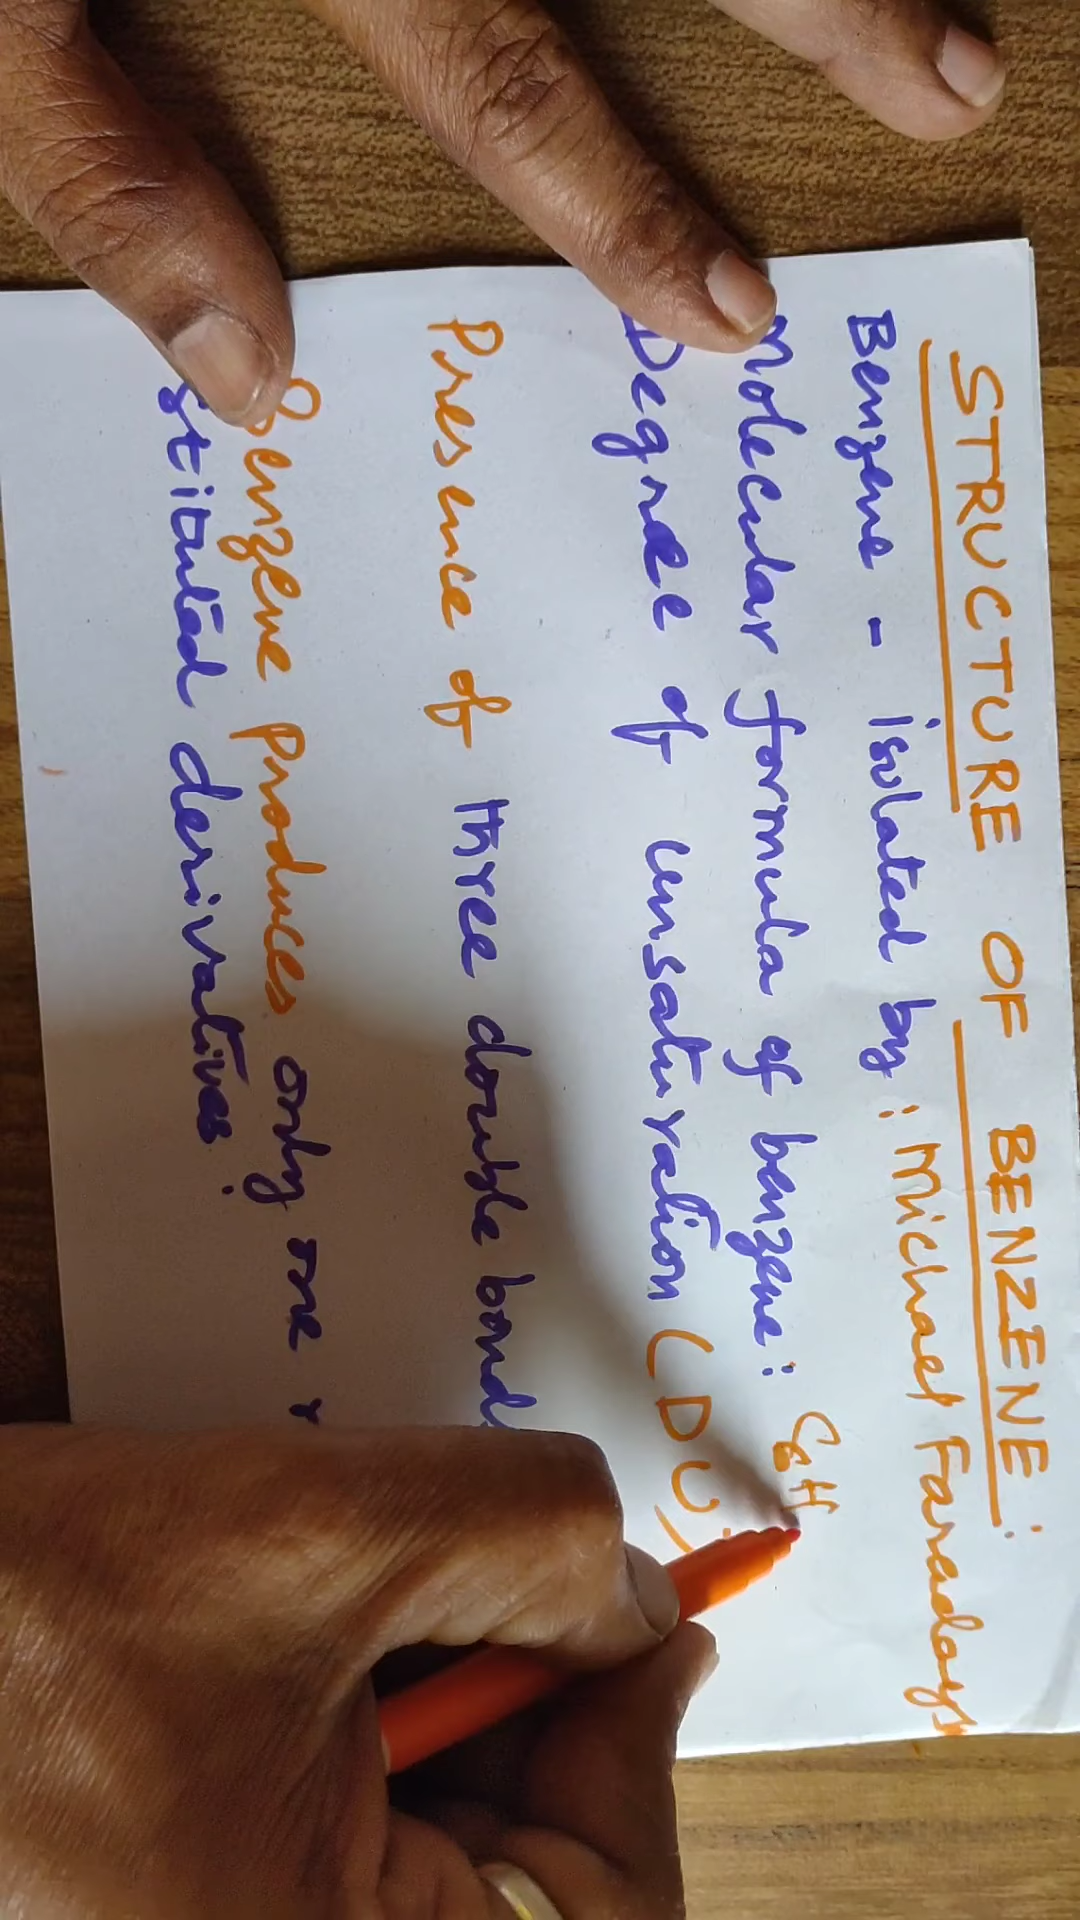 STRUCTURE OF BENZENE:
Benzene - isolated by: Michael Faraday
Molecular formula of benzene: C6H
Degree of unsaturation (DU)
Presence of three double bond
Benzene produces only one
stituted derivatives.